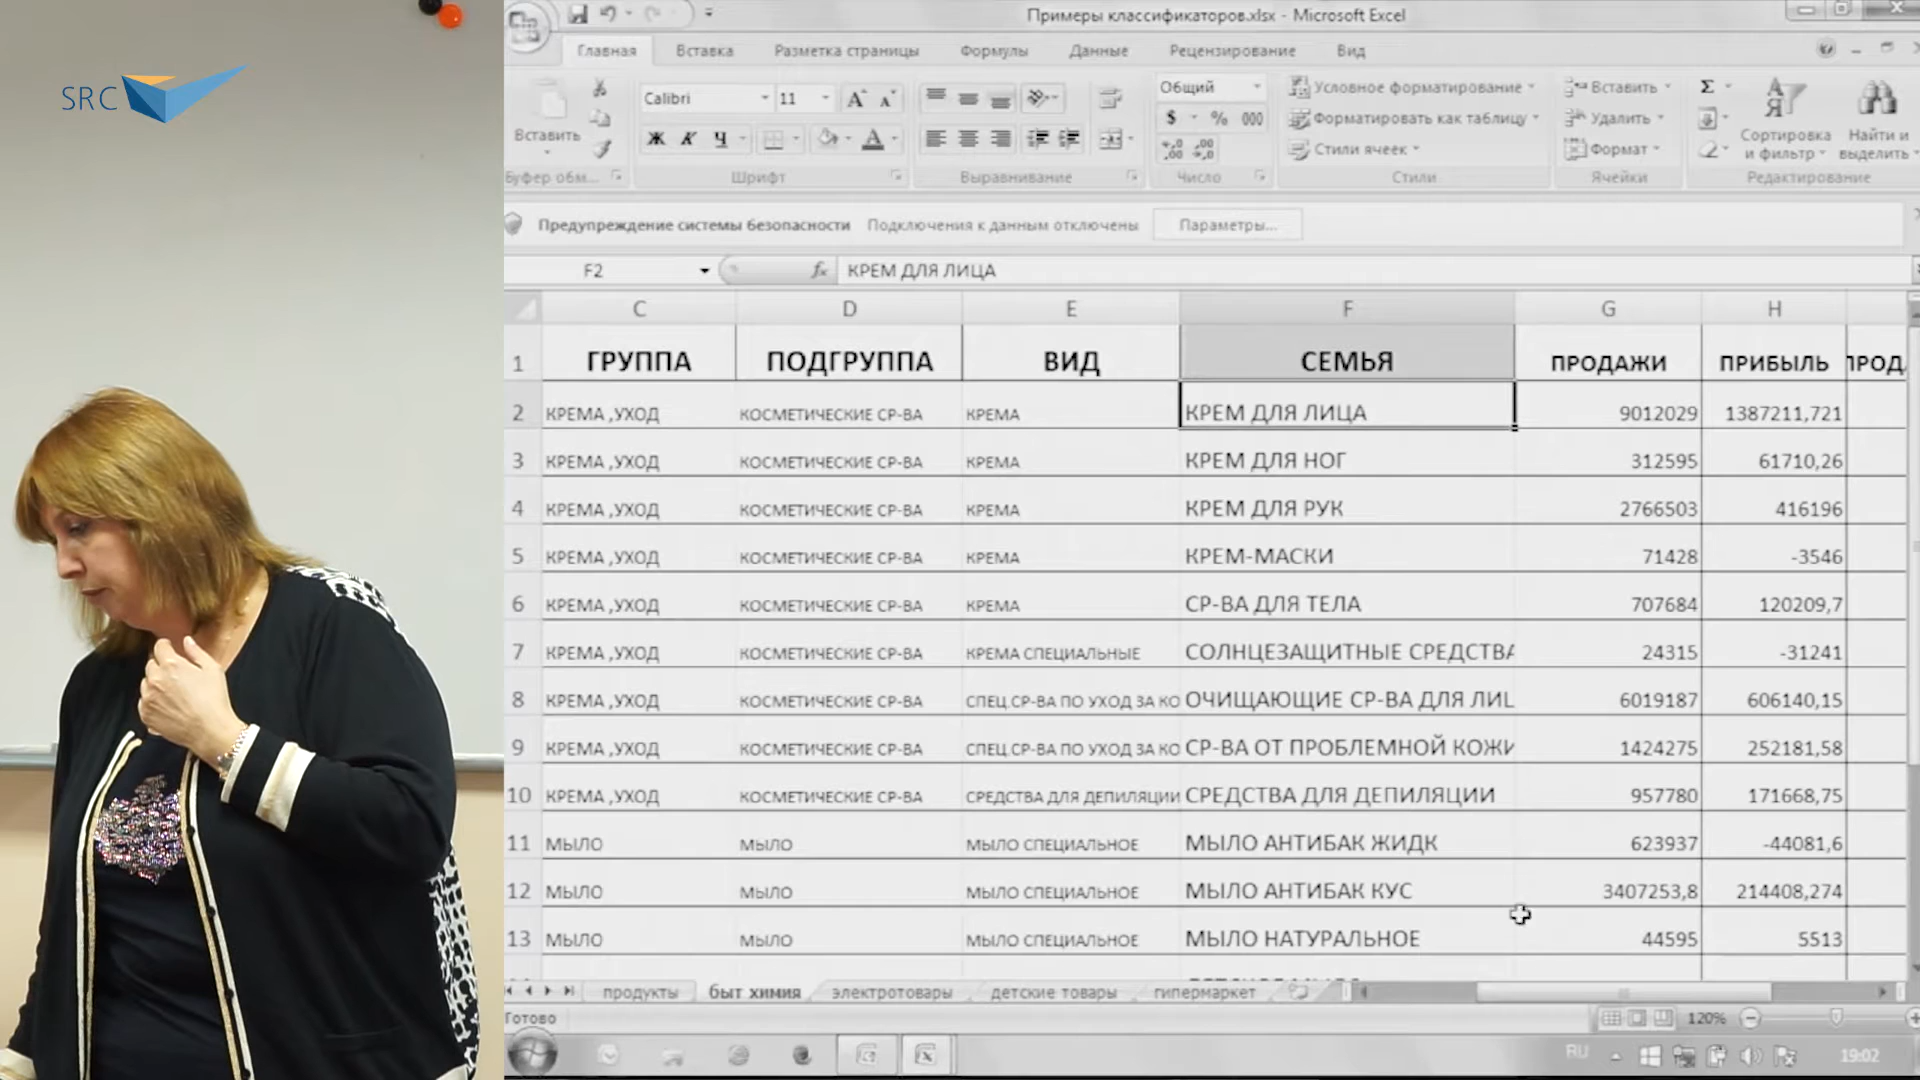 SRC
Примеры классификаторов.xlsx - Microsoft Excel
Главная Вставка Разметка страницы Формулы Данные Рецензирование Вид
Вставить
Буфер обм...
Calibri 11
Ж К Ч
Шрифт
Выравнивание
Общий
$ % 000
Число
Условное форматирование
Форматировать как таблицу
Стили ячеек
Стили
Вставить
Удалить
Формат
Ячейки
Σ
Сортировка и фильтр
Найти и выделить
Редактирование
Предупреждение системы безопасности Подключения к данным отключены Параметры...
F2 fx КРЕМ ДЛЯ ЛИЦА
C D E F G H
1 ГРУППА ПОДГРУППА ВИД СЕМЬЯ ПРОДАЖИ ПРИБЫЛЬ
2 КРЕМА ,УХОД КОСМЕТИЧЕСКИЕ СР-ВА КРЕМА КРЕМ ДЛЯ ЛИЦА 9012029 1387211,721
3 КРЕМА ,УХОД КОСМЕТИЧЕСКИЕ СР-ВА КРЕМА КРЕМ ДЛЯ НОГ 312595 61710,26
4 КРЕМА ,УХОД КОСМЕТИЧЕСКИЕ СР-ВА КРЕМА КРЕМ ДЛЯ РУК 2766503 416196
5 КРЕМА ,УХОД КОСМЕТИЧЕСКИЕ СР-ВА КРЕМА КРЕМ-МАСКИ 71428 -3546
6 КРЕМА ,УХОД КОСМЕТИЧЕСКИЕ СР-ВА КРЕМА СР-ВА ДЛЯ ТЕЛА 707684 120209,7
7 КРЕМА ,УХОД КОСМЕТИЧЕСКИЕ СР-ВА КРЕМА СПЕЦИАЛЬНЫЕ СОЛНЦЕЗАЩИТНЫЕ СРЕДСТВА 24315 -31241
8 КРЕМА ,УХОД КОСМЕТИЧЕСКИЕ СР-ВА СПЕЦ.СР-ВА ПО УХОД ЗА КО ОЧИЩАЮЩИЕ СР-ВА ДЛЯ ЛИЦ 6019187 606140,15
9 КРЕМА ,УХОД КОСМЕТИЧЕСКИЕ СР-ВА СПЕЦ.СР-ВА ПО УХОД ЗА КО СР-ВА ОТ ПРОБЛЕМНОЙ КОЖИ 1424275 252181,58
10 КРЕМА ,УХОД КОСМЕТИЧЕСКИЕ СР-ВА СРЕДСТВА ДЛЯ ДЕПИЛЯЦИИ СРЕДСТВА ДЛЯ ДЕПИЛЯЦИИ 957780 171668,75
11 МЫЛО МЫЛО МЫЛО СПЕЦИАЛЬНОЕ МЫЛО АНТИБАК ЖИДК 623937 -44081,6
12 МЫЛО МЫЛО МЫЛО СПЕЦИАЛЬНОЕ МЫЛО АНТИБАК КУС 3407253,8 214408,274
13 МЫЛО МЫЛО МЫЛО СПЕЦИАЛЬНОЕ МЫЛО НАТУРАЛЬНОЕ 44595 5513
продукты быт химия электротовары детские товары гипермаркет
Готово 120%
RU 19:02